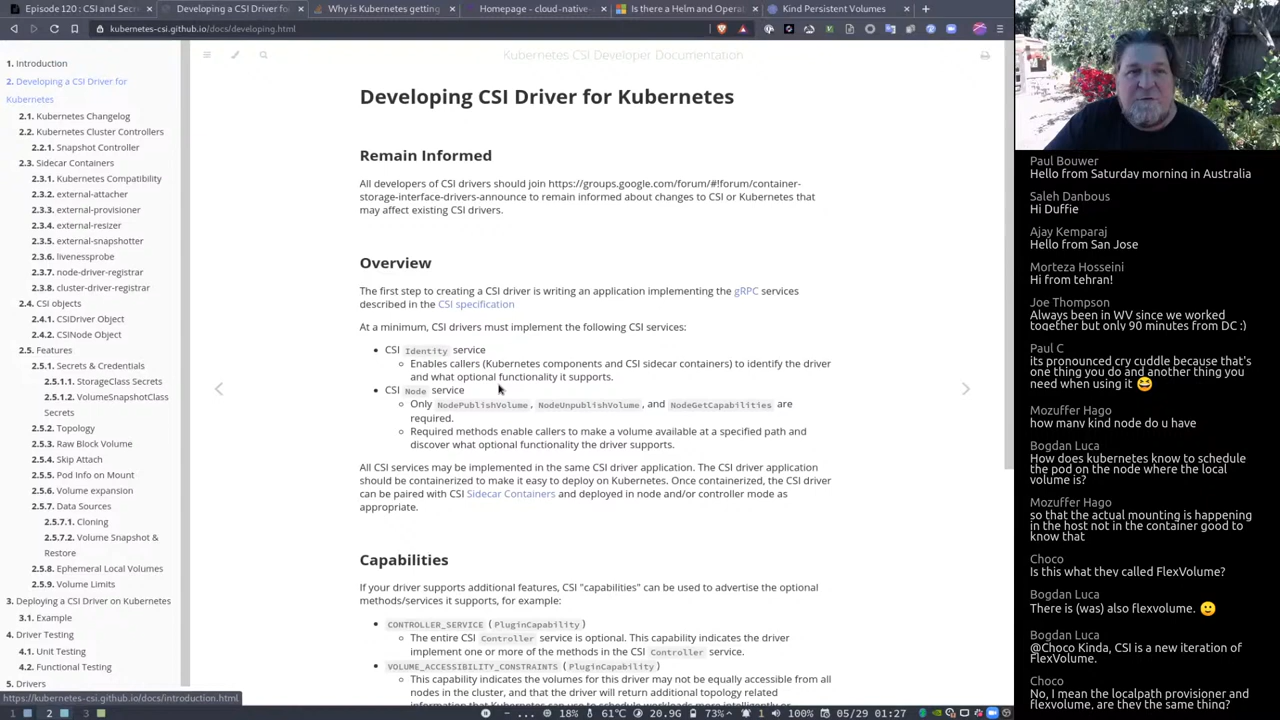 Episode 120 : CSI and Secre
Developing a CSI Driver for
Why is Kubernetes getting
Homepage - cloud-native-
Is there a Helm and Operat
Kind Persistent Volumes
kubernetes-csi.github.io/docs/developing.html
1. Introduction
2. Developing a CSI Driver for
Kubernetes
2.1. Kubernetes Changelog
2.2. Kubernetes Cluster Controllers
2.2.1. Snapshot Controller
2.3. Sidecar Containers
2.3.1. Kubernetes Compatibility
2.3.2. external-attacher
2.3.3. external-provisioner
2.3.4. external-resizer
2.3.5. external-snapshotter
2.3.6. livenessprobe
2.3.7. node-driver-registrar
2.3.8. cluster-driver-registrar
2.4. CSI objects
2.4.1. CSIDriver Object
2.4.2. CSINode Object
2.5. Features
2.5.1. Secrets & Credentials
2.5.1.1. StorageClass Secrets
2.5.1.2. VolumeSnapshotClass
Secrets
2.5.2. Topology
2.5.3. Raw Block Volume
2.5.4. Skip Attach
2.5.5. Pod Info on Mount
2.5.6. Volume expansion
2.5.7. Data Sources
2.5.7.1. Cloning
2.5.7.2. Volume Snapshot &
Restore
2.5.8. Ephemeral Local Volumes
2.5.9. Volume Limits
3. Deploying a CSI Driver on Kubernetes
3.1. Example
4. Driver Testing
4.1. Unit Testing
4.2. Functional Testing
5. Drivers
https://kubernetes-csi.github.io/docs/introduction.html
Kubernetes CSI Developer Documentation
Developing CSI Driver for Kubernetes
Remain Informed
All developers of CSI drivers should join https://groups.google.com/forum/#!forum/container-
storage-interface-drivers-announce to remain informed about changes to CSI or Kubernetes that
may affect existing CSI drivers.
Overview
The first step to creating a CSI driver is writing an application implementing the gRPC services
described in the CSI specification
At a minimum, CSI drivers must implement the following CSI services:
• CSI Identity service
Enables callers (Kubernetes components and CSI sidecar containers) to identify the driver
and what optional functionality it supports.
• CSI Node service
Only NodePublishVolume, NodeUnpublishVolume, and NodeGetCapabilities are
required.
Required methods enable callers to make a volume available at a specified path and
discover what optional functionality the driver supports.
All CSI services may be implemented in the same CSI driver application. The CSI driver application
should be containerized to make it easy to deploy on Kubernetes. Once containerized, the CSI driver
can be paired with CSI Sidecar Containers and deployed in node and/or controller mode as
appropriate.
Capabilities
If your driver supports additional features, CSI "capabilities" can be used to advertise the optional
methods/services it supports, for example:
• CONTROLLER_SERVICE (PluginCapability)
The entire CSI Controller service is optional. This capability indicates the driver
implement one or more of the methods in the CSI Controller service.
• VOLUME_ACCESSIBILITY_CONSTRAINTS (PluginCapability)
This capability indicates the volumes for this driver may not be equally accessible from all
nodes in the cluster, and that the driver will return additional topology related
Paul Bouwer
Hello from Saturday morning in Australia
Saleh Danbous
Hi Duffie
Ajay Kemparaj
Hello from San Jose
Morteza Hosseini
Hi from tehran!
Joe Thompson
Always been in WV since we worked
together but only 90 minutes from DC :)
Paul C
its pronounced cry cuddle because that's
one thing you do and another thing you
need when using it 😆
Mozuffer Hago
how many kind node do u have
Bogdan Luca
How does kubernetes know to schedule
the pod on the node where the local
volume is?
Mozuffer Hago
so that the actual mounting is happening
in the host not in the container good to
know that
Choco
Is this what they called FlexVolume?
Bogdan Luca
There is (was) also flexvolume. 🙂
Bogdan Luca
@Choco Kinda, CSI is a new iteration of
FlexVolume.
Choco
No, I mean the localpath provisioner and
flexvolume, are they the same thing?
1 2 3
18% 61°C 20.9G 73% 1 100% 05/29 01:27